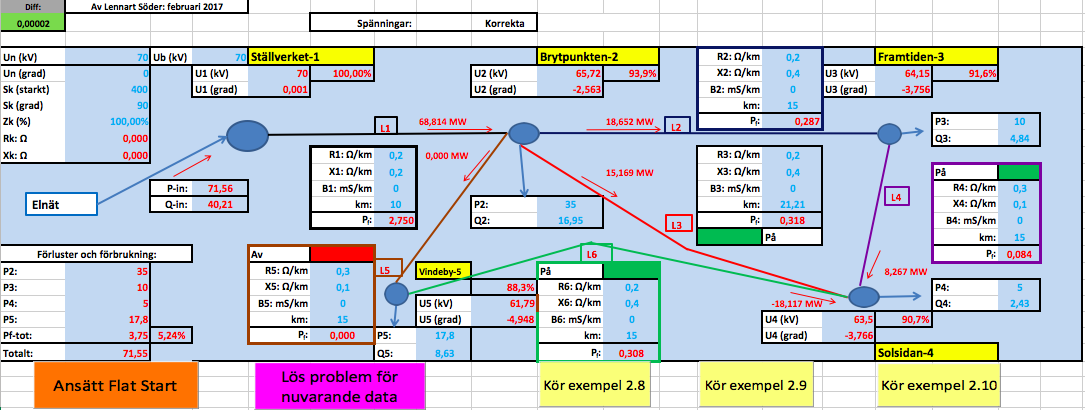 Diff:
Av Lennart Söder: februari 2017
0,00002
Spänningar:
Korrekta
Un (kV) 70
Ub (kV) 70
Un (grad) 0
Sk (starkt) 400
Sk (grad) 90
Zk (%) 100,00%
Rk: Ω 0,000
Xk: Ω 0,000
Ställverket-1
U1 (kV) 70 100,00%
U1 (grad) 0,001
Brytpunkten-2
U2 (kV) 65,72 93,9%
U2 (grad) -2,563
R2: Ω/km 0,2
X2: Ω/km 0,4
B2: mS/km 0
km: 15
Pf: 0,287
Framtiden-3
U3 (kV) 64,15 91,6%
U3 (grad) -3,756
L1
68,814 MW
18,652 MW
L2
P3: 10
Q3: 4,84
0,000 MW
15,169 MW
R1: Ω/km 0,2
X1: Ω/km 0,2
B1: mS/km 0
km: 10
Pf: 2,750
R3: Ω/km 0,2
X3: Ω/km 0,4
B3: mS/km 0
km: 21,21
Pf: 0,318
På
På
R4: Ω/km 0,3
X4: Ω/km 0,1
B4: mS/km 0
km: 15
Pf: 0,084
Elnät
P-in: 71,56
Q-in: 40,21
P2: 35
Q2: 16,95
L4
L3
Förluster och förbrukning:
P2: 35
P3: 10
P4: 5
P5: 17,8
Pf-tot: 3,75 5,24%
Totalt: 71,55
Av
R5: Ω/km 0,3
X5: Ω/km 0,1
B5: mS/km 0
km: 15
Pf: 0,000
L5
Vindeby-5
88,3%
U5 (kV) 61,79
U5 (grad) -4,948
P5: 17,8
Q5: 8,63
L6
På
R6: Ω/km 0,2
X6: Ω/km 0,4
B6: mS/km 0
km: 15
Pf: 0,308
8,267 MW
-18,117 MW
P4: 5
Q4: 2,43
U4 (kV) 63,5 90,7%
U4 (grad) -3,766
Solsidan-4
Ansätt Flat Start
Lös problem för
nuvarande data
Kör exempel 2.8
Kör exempel 2.9
Kör exempel 2.10